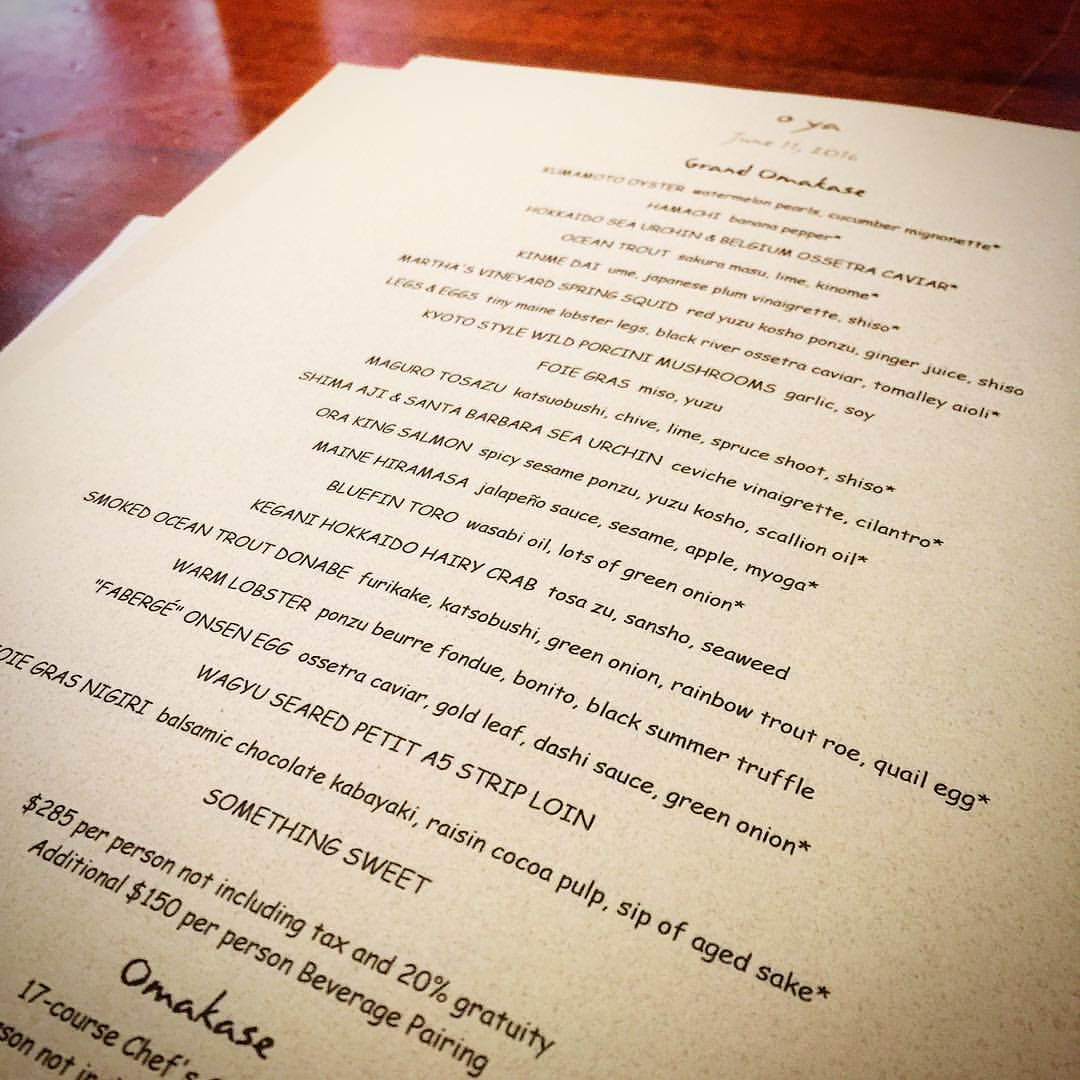 o ya
June 11, 2016
Grand Omakase
KUMAMOTO OYSTER watermelon pearls, cucumber mignonette*
HAMACHI banana pepper*
HOKKAIDO SEA URCHIN & BELGIUM OSSETRA CAVIAR*
OCEAN TROUT sakura masu, lime, kinome*
KINME DAI ume, japanese plum vinaigrette, shiso*
MARTHA'S VINEYARD SPRING SQUID red yuzu kosho ponzu, ginger juice, shiso
LEGS & EGGS tiny maine lobster legs, black river ossetra caviar, tomalley aioli*
KYOTO STYLE WILD PORCINI MUSHROOMS garlic, soy
FOIE GRAS miso, yuzu
MAGURO TOSAZU katsuobushi, chive, lime, spruce shoot, shiso*
SHIMA AJI & SANTA BARBARA SEA URCHIN ceviche vinaigrette, cilantro*
ORA KING SALMON spicy sesame ponzu, yuzu kosho, scallion oil*
MAINE HIRAMASA jalapeño sauce, sesame, apple, myoga*
BLUEFIN TORO wasabi oil, lots of green onion*
KEGANI HOKKAIDO HAIRY CRAB tosa zu, sansho, seaweed
SMOKED OCEAN TROUT DONABE furikake, katsobushi, green onion, rainbow trout roe, quail egg*
WARM LOBSTER ponzu beurre fondue, bonito, black summer truffle
"FABERGÉ" ONSEN EGG ossetra caviar, gold leaf, dashi sauce, green onion*
WAGYU SEARED PETIT A5 STRIP LOIN
OIE GRAS NIGIRI balsamic chocolate kabayaki, raisin cocoa pulp, sip of aged sake*
SOMETHING SWEET
$285 per person not including tax and 20% gratuity
Additional $150 per person Beverage Pairing
Omakase
17-course Chef's
son not in